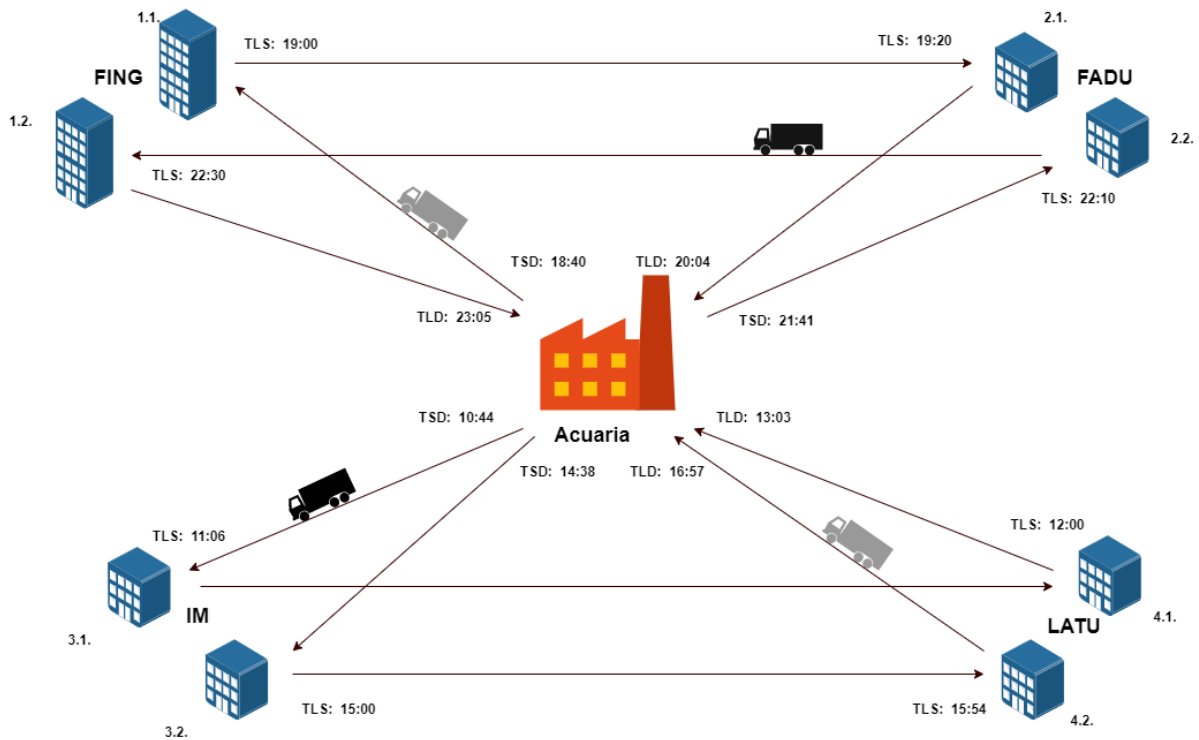 1.1.
2.1.
TLS: 19:00
TLS: 19:20
FING
FADU
1.2.
2.2.
TLS: 22:30
TLS: 22:10
TSD: 18:40
TLD: 20:04
TLD: 23:05
TSD: 21:41
TSD: 10:44
TLD: 13:03
Acuaria
TSD: 14:38
TLD: 16:57
TLS: 11:06
TLS: 12:00
IM
4.1.
LATU
3.1.
TLS: 15:00
TLS: 15:54
4.2.
3.2.